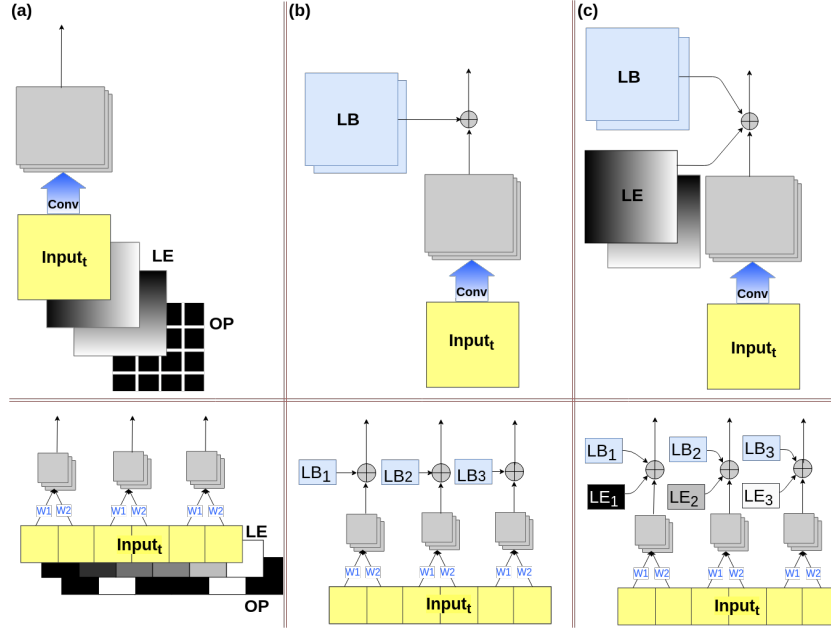 (a)
(b)
(c)
LB
LB
LE
Conv
Input_t
LE
OP
Conv
Input_t
Conv
Input_t
W1 W2 W1 W2 W1 W2
Input_t
LE
OP
LB1 LB2 LB3
W1 W2 W1 W2 W1 W2
Input_t
LB1 LB2 LB3
LE1 LE2 LE3
W1 W2 W1 W2 W1 W2
Input_t